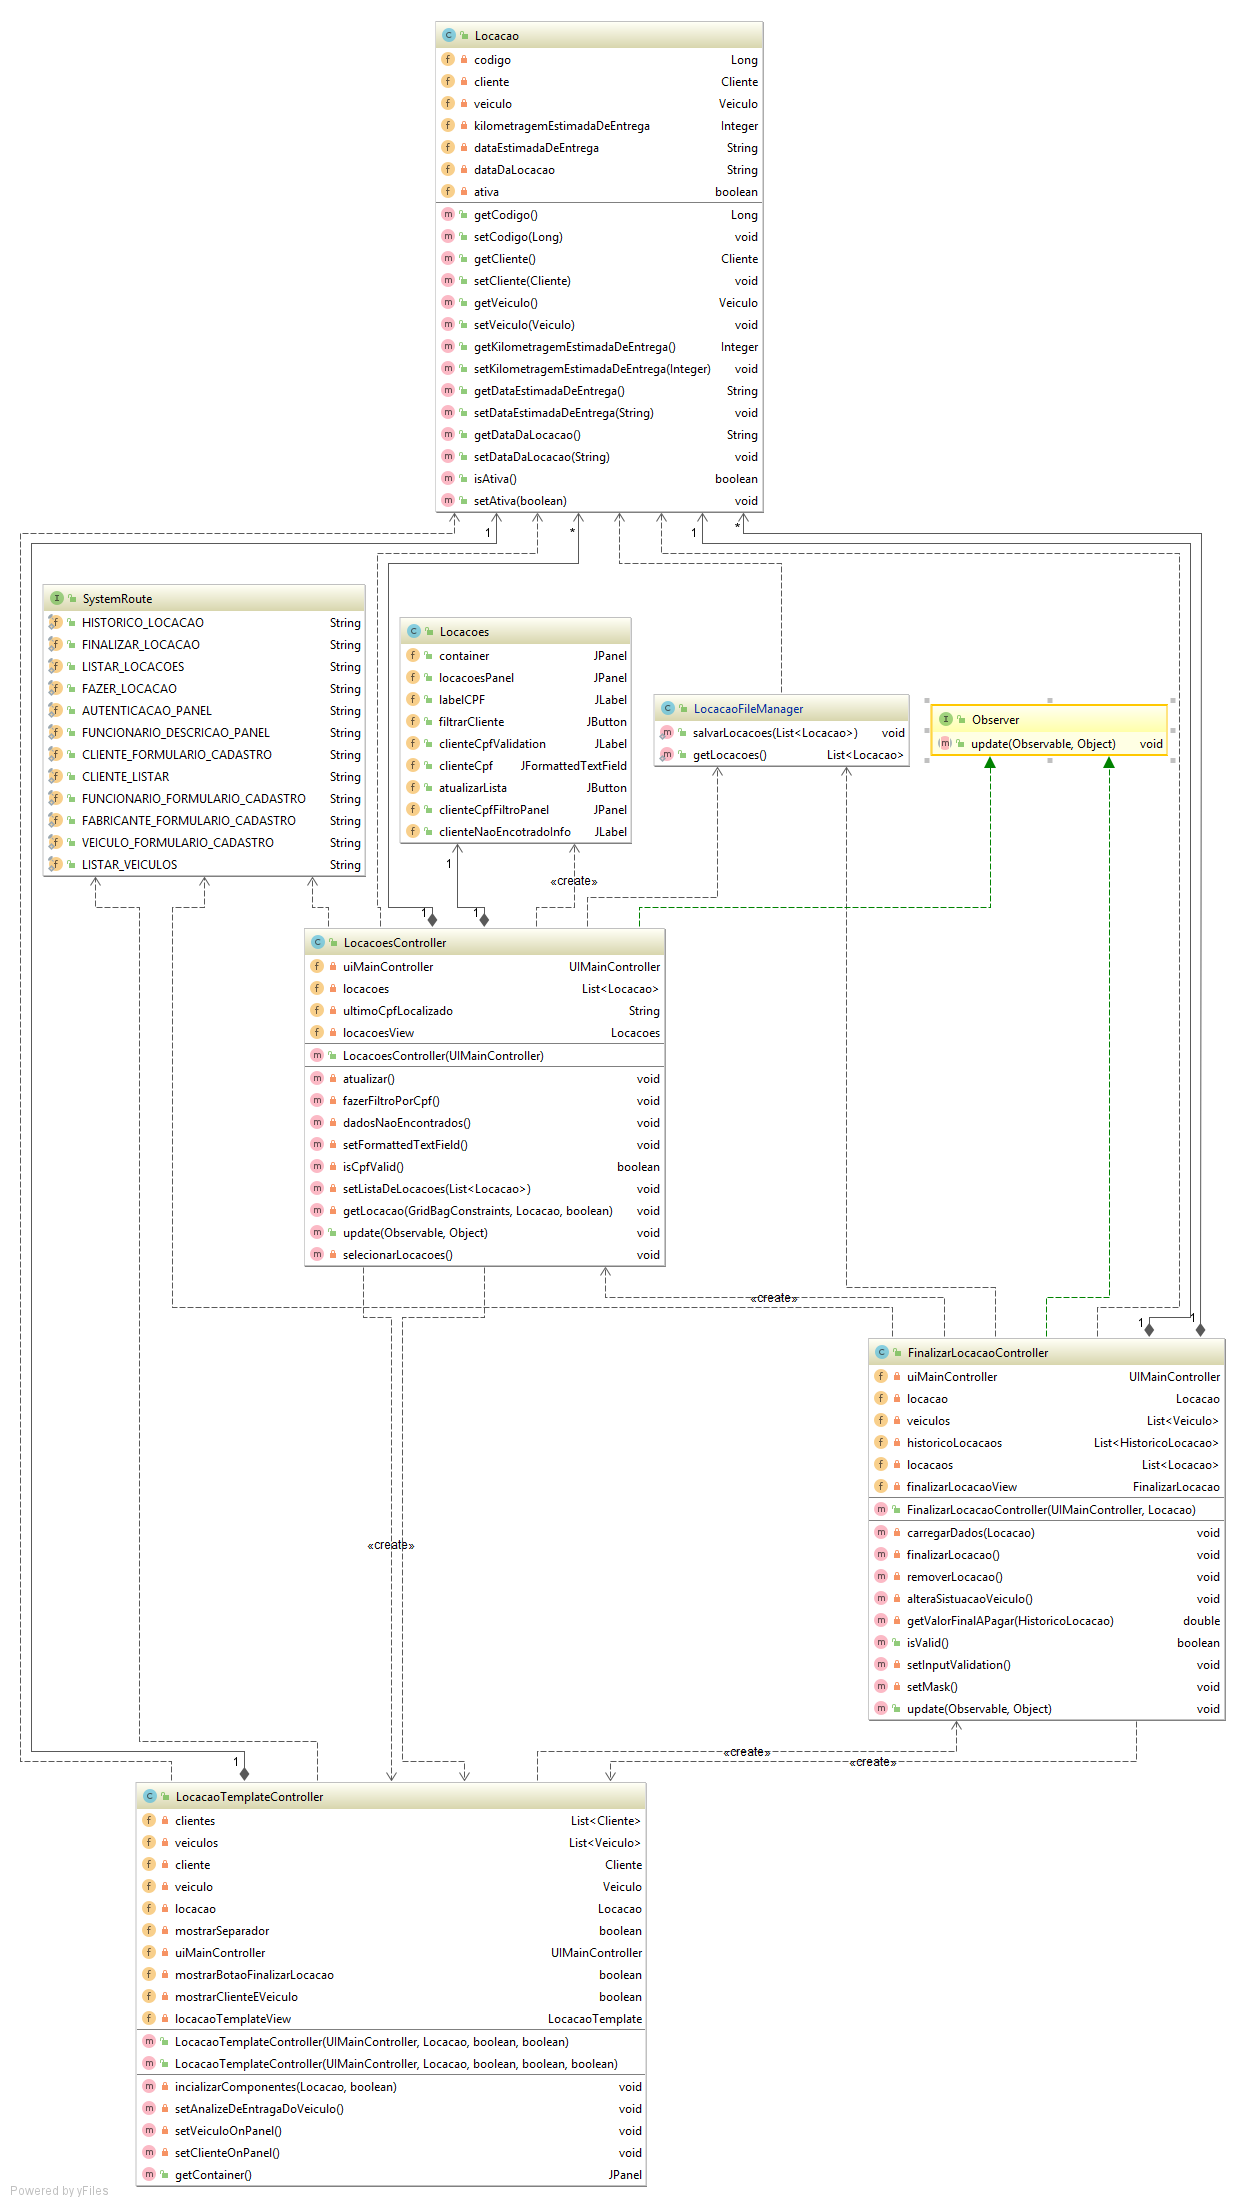 Locacao
codigo Long
cliente Cliente
veiculo Veiculo
kilometragemEstimadaDeEntrega Integer
dataEstimadaDeEntrega String
dataDaLocacao String
ativa boolean
getCodigo() Long
setCodigo(Long) void
getCliente() Cliente
setCliente(Cliente) void
getVeiculo() Veiculo
setVeiculo(Veiculo) void
getKilometragemEstimadaDeEntrega() Integer
setKilometragemEstimadaDeEntrega(Integer) void
getDataEstimadaDeEntrega() String
setDataEstimadaDeEntrega(String) void
getDataDaLocacao() String
setDataDaLocacao(String) void
isAtiva() boolean
setAtiva(boolean) void
1 * 1 *
SystemRoute
HISTORICO_LOCACAO String
FINALIZAR_LOCACAO String
LISTAR_LOCACOES String
FAZER_LOCACAO String
AUTENTICACAO_PANEL String
FUNCIONARIO_DESCRICAO_PANEL String
CLIENTE_FORMULARIO_CADASTRO String
CLIENTE_LISTAR String
FUNCIONARIO_FORMULARIO_CADASTRO String
FABRICANTE_FORMULARIO_CADASTRO String
VEICULO_FORMULARIO_CADASTRO String
LISTAR_VEICULOS String
Locacoes
container JPanel
locacoesPanel JPanel
labelCPF JLabel
filtrarCliente JButton
clienteCpfValidation JLabel
clienteCpf JFormattedTextField
atualizarLista JButton
clienteCpfFiltroPanel JPanel
clienteNaoEncotradoInfo JLabel
LocacaoFileManager
salvarLocacoes(List<Locacao>) void
getLocacoes() List<Locacao>
Observer
update(Observable, Object) void
1
«create»
1 1
LocacoesController
uiMainController UIMainController
locacoes List<Locacao>
ultimoCpfLocalizado String
locacoesView Locacoes
LocacoesController(UIMainController)
atualizar() void
fazerFiltroPorCpf() void
dadosNaoEncontrados() void
setFormattedTextField() void
isCpfValid() boolean
setListaDeLocacoes(List<Locacao>) void
getLocacao(GridBagConstraints, Locacao, boolean) void
update(Observable, Object) void
selecionarLocacoes() void
«create»
1 1
FinalizarLocacaoController
uiMainController UIMainController
locacao Locacao
veiculos List<Veiculo>
historicoLocacaos List<HistoricoLocacao>
locacaos List<Locacao>
finalizarLocacaoView FinalizarLocacao
FinalizarLocacaoController(UIMainController, Locacao)
carregarDados(Locacao) void
finalizarLocacao() void
removerLocacao() void
alteraSistuacaoVeiculo() void
getValorFinalAPagar(HistoricoLocacao) double
isValid() boolean
setInputValidation() void
setMask() void
update(Observable, Object) void
«create»
«create»
«create»
1
LocacaoTemplateController
clientes List<Cliente>
veiculos List<Veiculo>
cliente Cliente
veiculo Veiculo
locacao Locacao
mostrarSeparador boolean
uiMainController UIMainController
mostrarBotaoFinalizarLocacao boolean
mostrarClienteEVeiculo boolean
locacaoTemplateView LocacaoTemplate
LocacaoTemplateController(UIMainController, Locacao, boolean, boolean)
LocacaoTemplateController(UIMainController, Locacao, boolean, boolean, boolean)
incializarComponentes(Locacao, boolean) void
setAnalizeDeEntragaDoVeiculo() void
setVeiculoOnPanel() void
setClienteOnPanel() void
getContainer() JPanel
Powered by yFiles